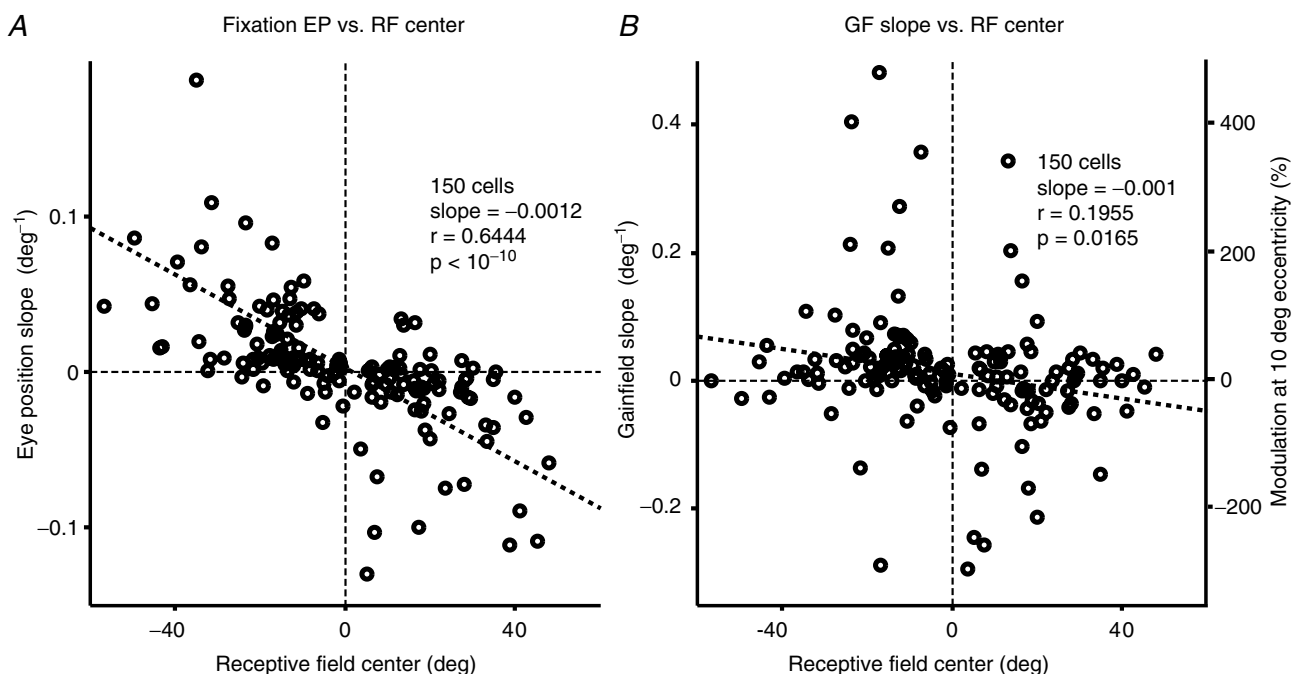 A
Fixation EP vs. RF center
Eye position slope (deg⁻¹)
0.1
0
−0.1
150 cells
slope = −0.0012
r = 0.6444
p < 10⁻¹⁰
−40
0
40
Receptive field center (deg)
B
GF slope vs. RF center
Gainfield slope (deg⁻¹)
0.4
0.2
0
−0.2
150 cells
slope = −0.001
r = 0.1955
p = 0.0165
400
200
0
−200
Modulation at 10 deg eccentricity (%)
-40
0
40
Receptive field center (deg)